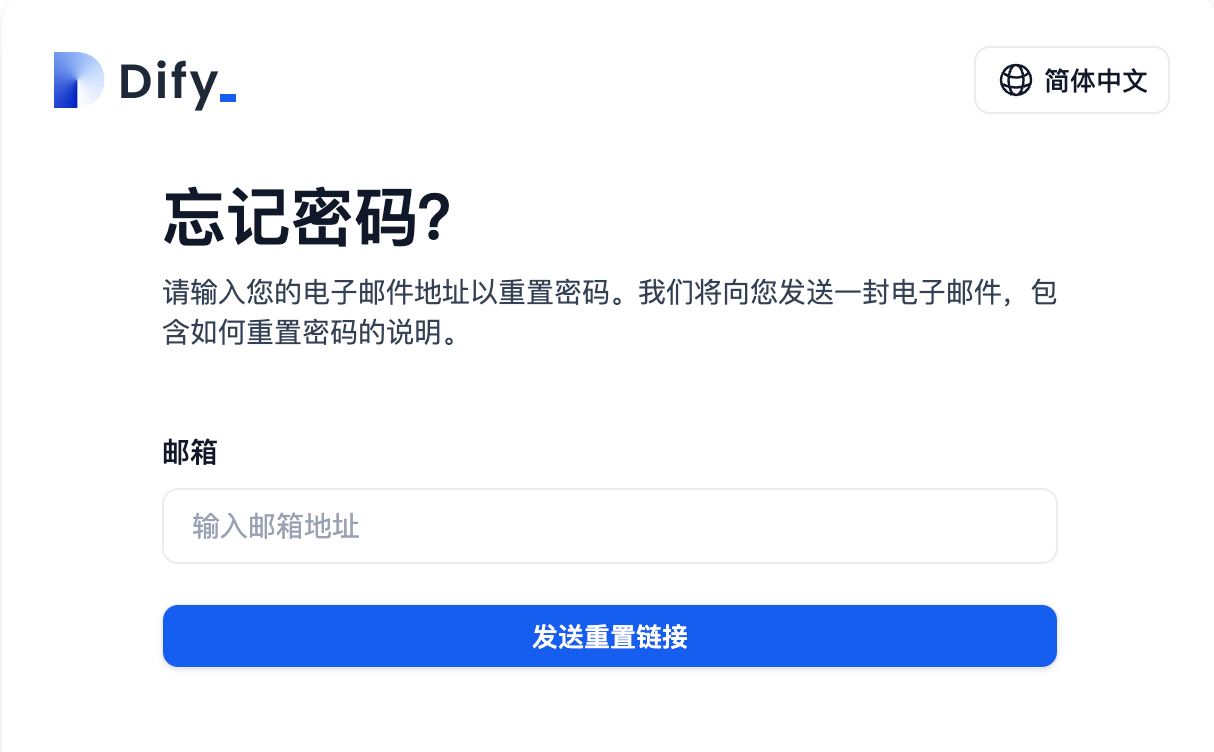 Dify_
简体中文
忘记密码?
请输入您的电子邮件地址以重置密码。我们将向您发送一封电子邮件，包
含如何重置密码的说明。
邮箱
输入邮箱地址
发送重置链接